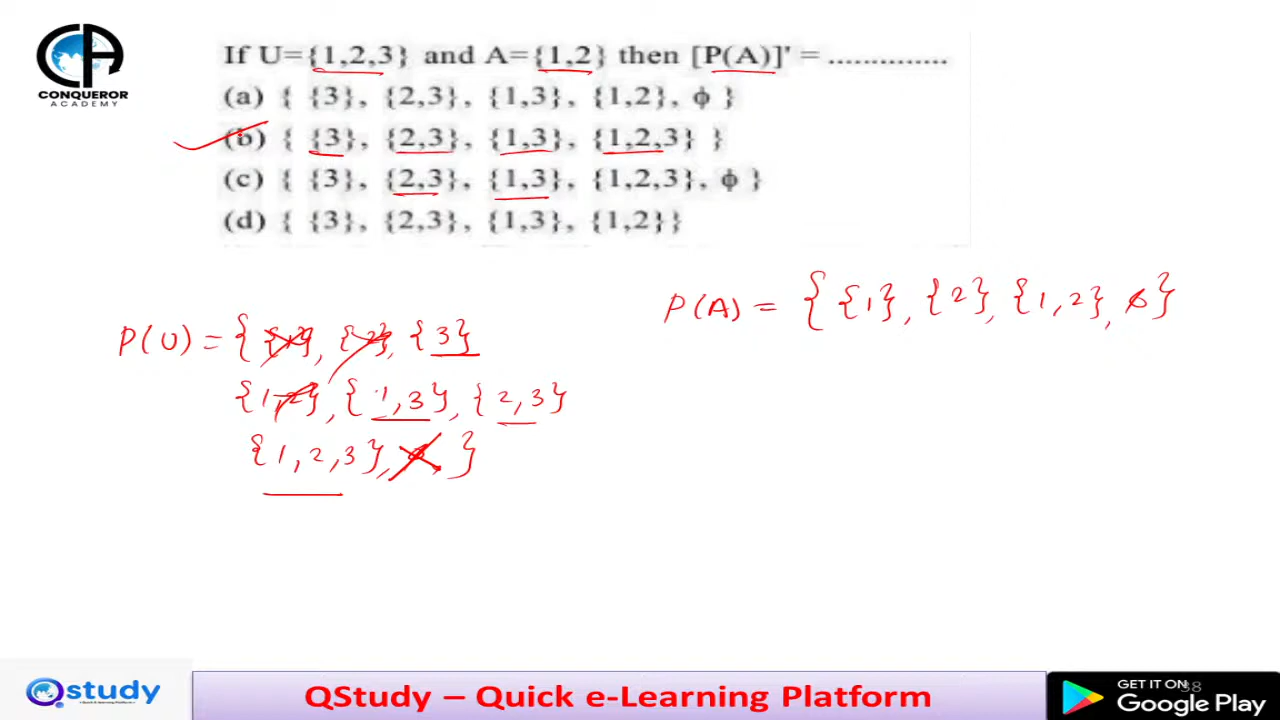 CONQUEROR
ACADEMY
If U={1,2,3} and A={1,2} then [P(A)]' = ..............
(a) { {3}, {2,3}, {1,3}, {1,2}, ϕ }
(b) { {3}, {2,3}, {1,3}, {1,2,3} }
(c) { {3}, {2,3}, {1,3}, {1,2,3}, ϕ }
(d) { {3}, {2,3}, {1,3}, {1,2}}
P(A) = { {1}, {2}, {1,2}, ϕ}
P(U) = { {1}, {2}, {3}
{1,2}, {1,3}, {2,3}
{1,2,3}, ϕ }
Qstudy
QStudy – Quick e-Learning Platform
GET IT ON
Google Play
38